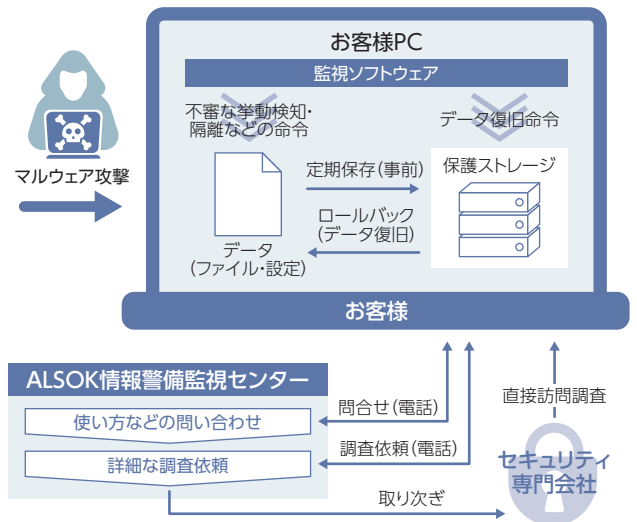 お客様PC
監視ソフトウェア
不審な挙動検知・
隔離などの命令
データ復旧命令
マルウェア攻撃
定期保存(事前)
保護ストレージ
ロールバック
(データ復旧)
データ
(ファイル・設定)
お客様
ALSOK情報警備監視センター
使い方などの問い合わせ
詳細な調査依頼
問合せ(電話)
調査依頼(電話)
直接訪問調査
セキュリティ
専門会社
取り次ぎ